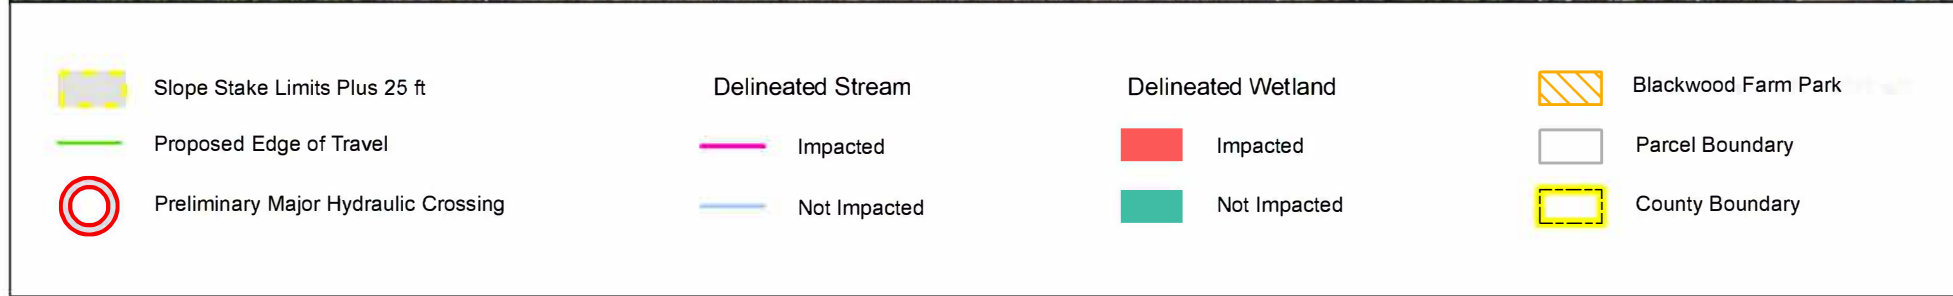 Slope Stake Limits Plus 25 ft
Proposed Edge of Travel
Preliminary Major Hydraulic Crossing
Delineated Stream
Impacted
Not Impacted
Delineated Wetland
Impacted
Not Impacted
Blackwood Farm Park
Parcel Boundary
County Boundary